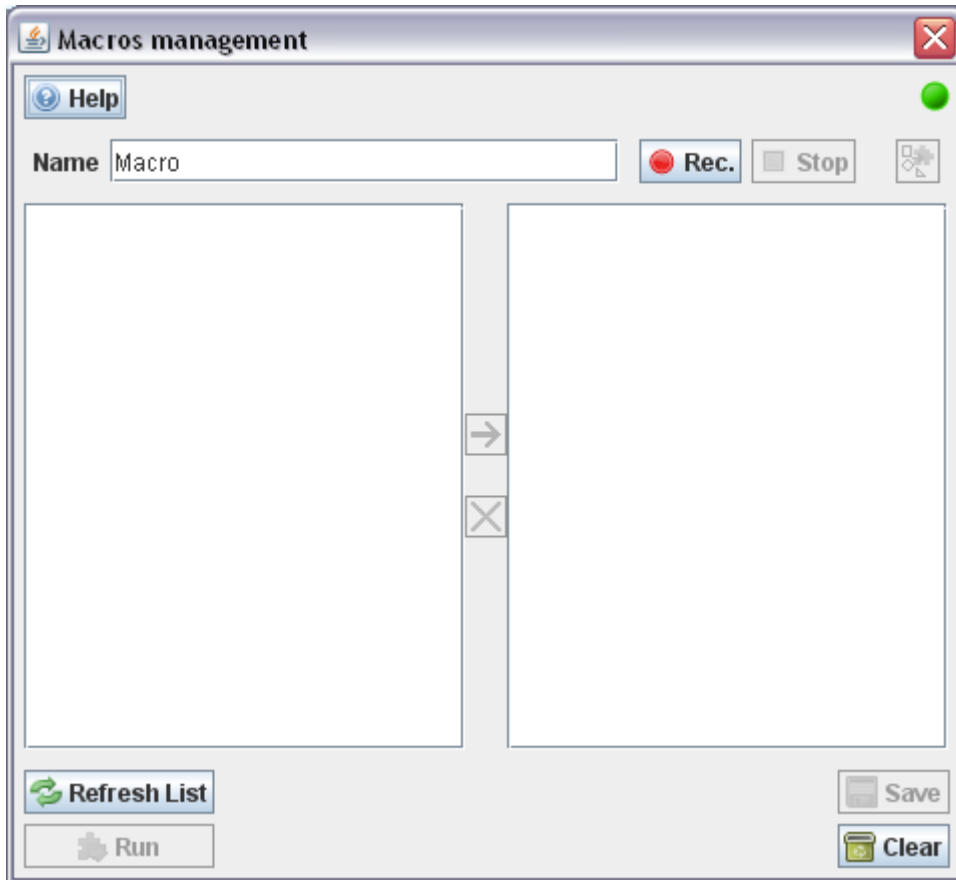 Macros management
Help
Name Macro Rec. Stop
Refresh List Save
Run Clear